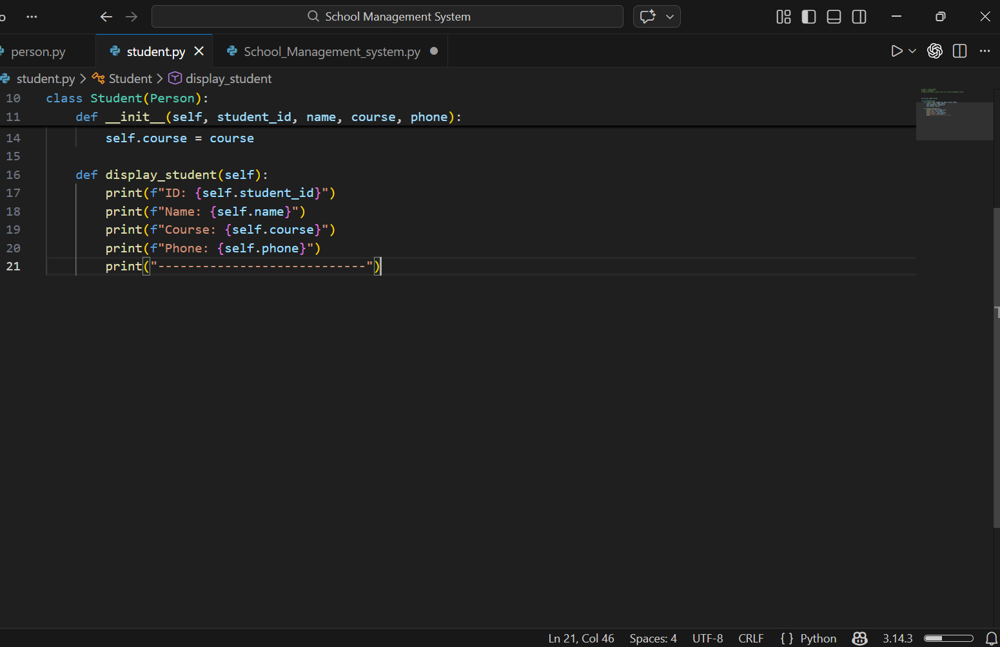 School Management System
person.py
student.py
School_Management_system.py
student.py > Student > display_student
10 class Student(Person):
11 def __init__(self, student_id, name, course, phone):
14 self.course = course
15
16 def display_student(self):
17 print(f"ID: {self.student_id}")
18 print(f"Name: {self.name}")
19 print(f"Course: {self.course}")
20 print(f"Phone: {self.phone}")
21 print("----------------------------")
Ln 21, Col 46 Spaces: 4 UTF-8 CRLF { } Python 3.14.3